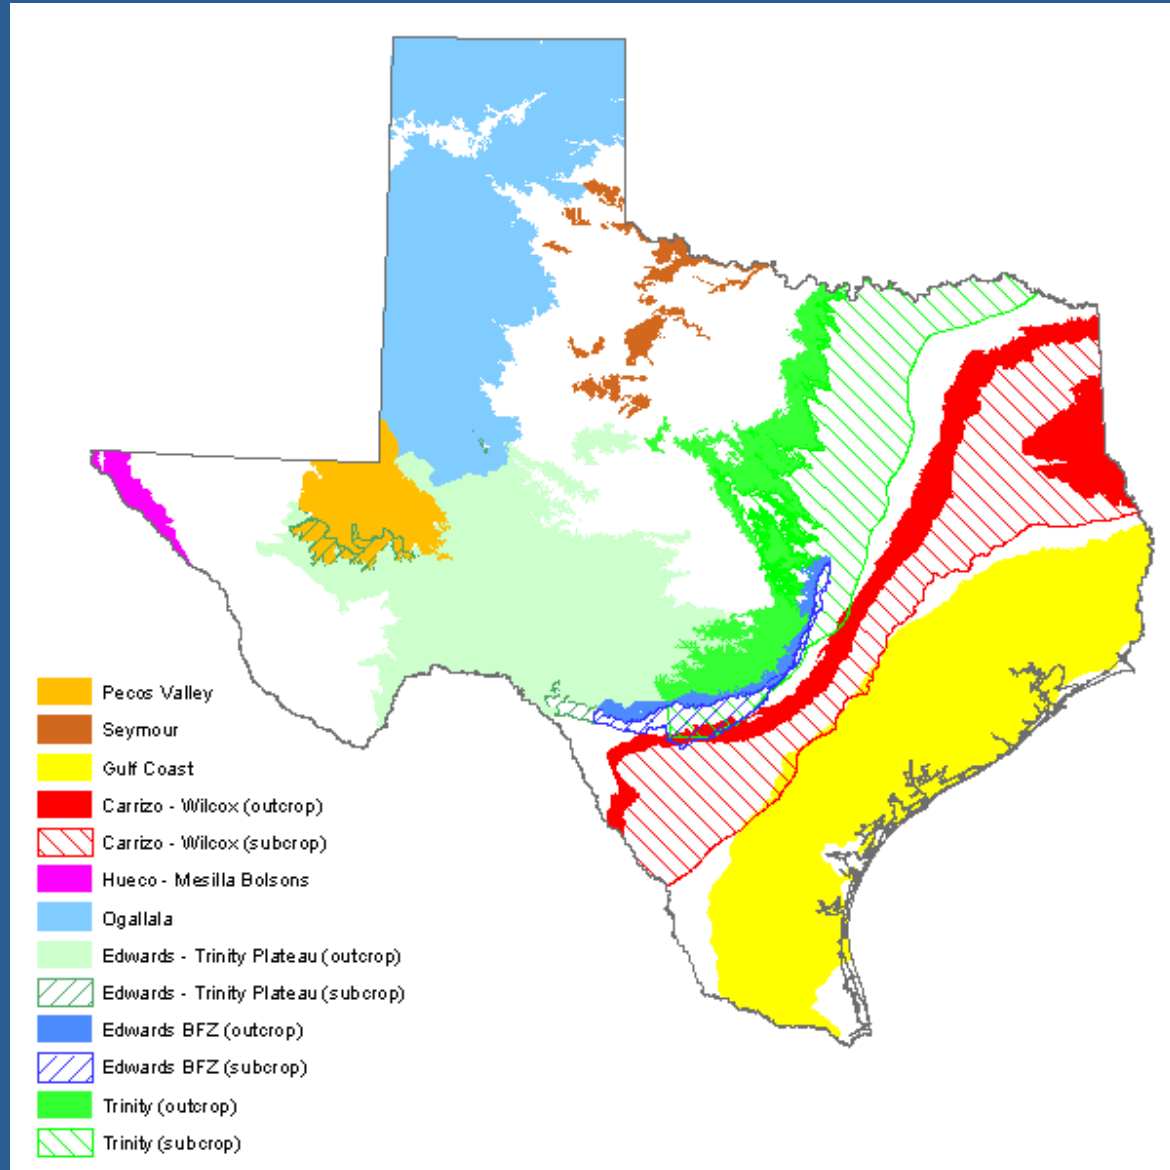 Pecos Valley
Seymour
Gulf Coast
Carrizo - Wilcox (outcrop)
Carrizo - Wilcox (subcrop)
Hueco - Mesilla Bolsons
Ogallala
Edwards - Trinity Plateau (outcrop)
Edwards - Trinity Plateau (subcrop)
Edwards BFZ (outcrop)
Edwards BFZ (subcrop)
Trinity (outcrop)
Trinity (subcrop)